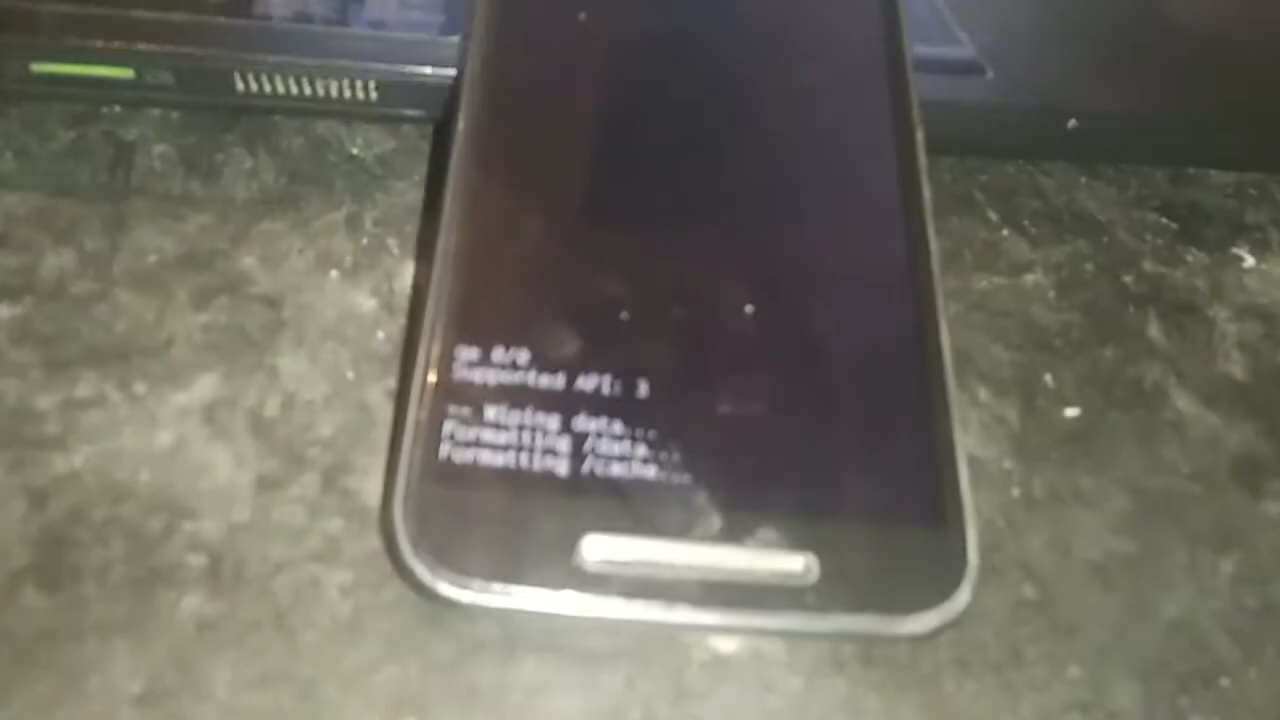 Supported API: 3
-- Wiping data...
Formatting /data...
Formatting /cache...